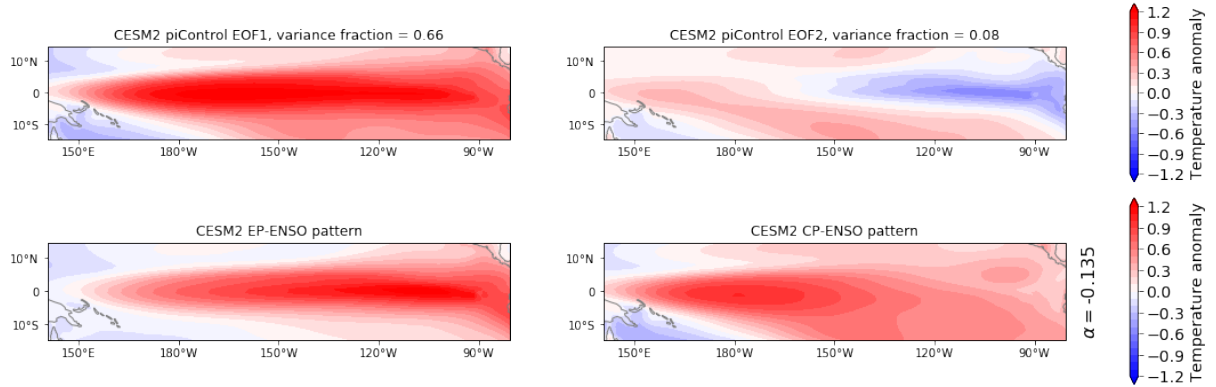 CESM2 piControl EOF1, variance fraction = 0.66
10°N
0
10°S
150°E
180°W
150°W
120°W
90°W
CESM2 piControl EOF2, variance fraction = 0.08
10°N
0
10°S
150°E
180°W
150°W
120°W
90°W
1.2
0.9
0.6
0.3
0.0
−0.3
−0.6
−0.9
−1.2
Temperature anomaly
CESM2 EP-ENSO pattern
10°N
0
10°S
150°E
180°W
150°W
120°W
90°W
CESM2 CP-ENSO pattern
10°N
0
10°S
150°E
180°W
150°W
120°W
90°W
α = -0.135
1.2
0.9
0.6
0.3
0.0
−0.3
−0.6
−0.9
−1.2
Temperature anomaly